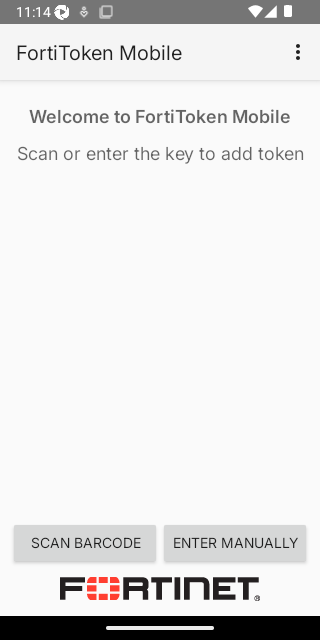 11:14
FortiToken Mobile
Welcome to FortiToken Mobile
Scan or enter the key to add token
SCAN BARCODE
ENTER MANUALLY
FORTINET®